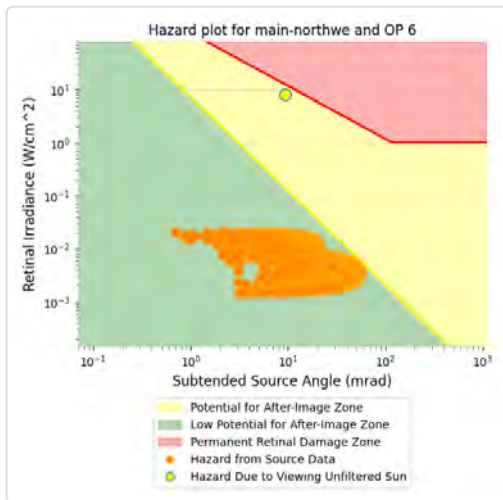 Hazard plot for main-northwe and OP 6
Retinal Irradiance (W/cm^2)
10^1
10^0
10^-1
10^-2
10^-3
10^-1
10^0
10^1
10^2
10^3
Subtended Source Angle (mrad)
Potential for After-Image Zone
Low Potential for After-Image Zone
Permanent Retinal Damage Zone
Hazard from Source Data
Hazard Due to Viewing Unfiltered Sun